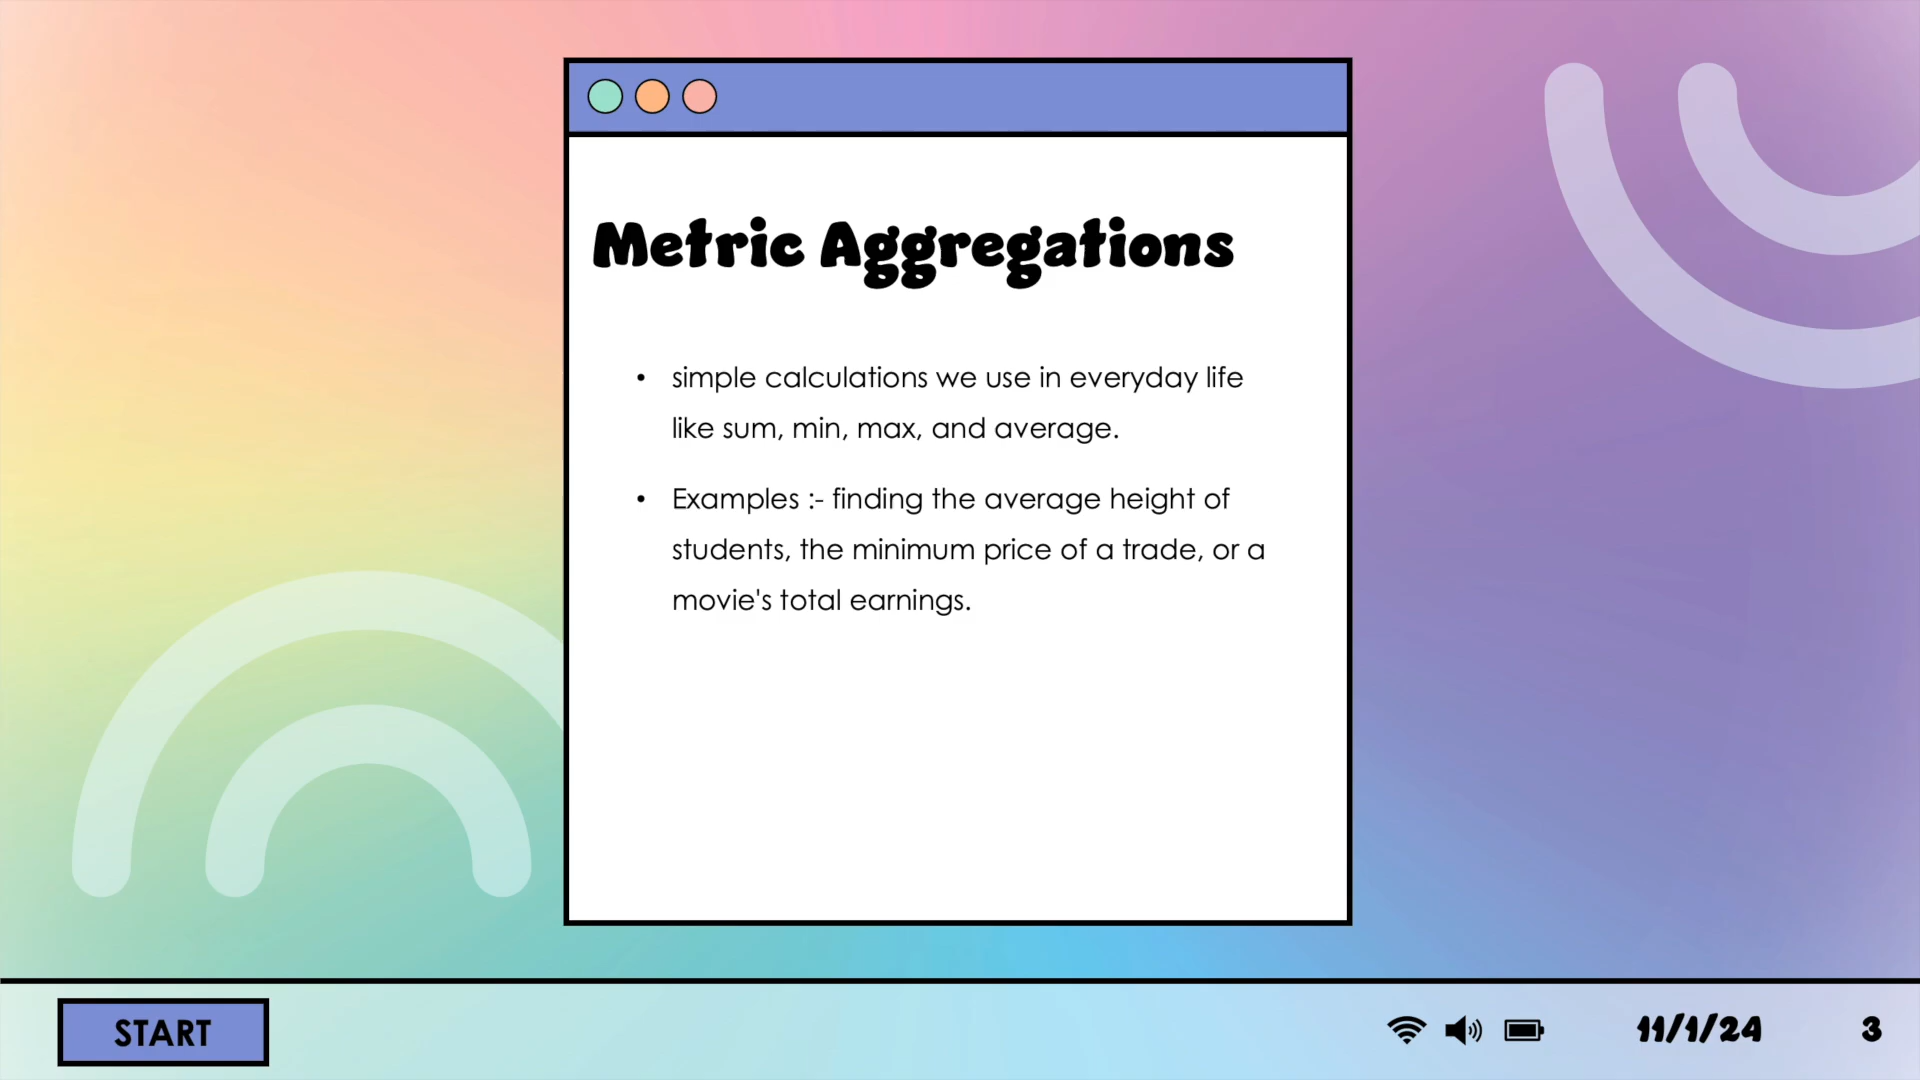 Metric Aggregations
• simple calculations we use in everyday life
like sum, min, max, and average.
• Examples :- finding the average height of
students, the minimum price of a trade, or a
movie's total earnings.
START
11/1/24
3